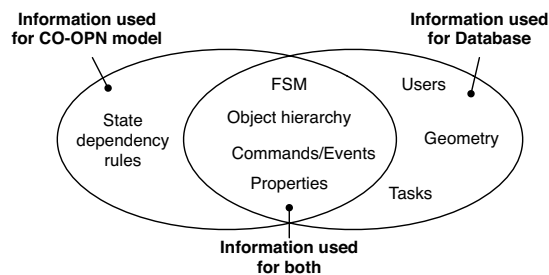 Information used
for CO-OPN model
Information used
for Database
FSM
Users
State
dependency
rules
Object hierarchy
Geometry
Commands/Events
Properties
Tasks
Information used
for both